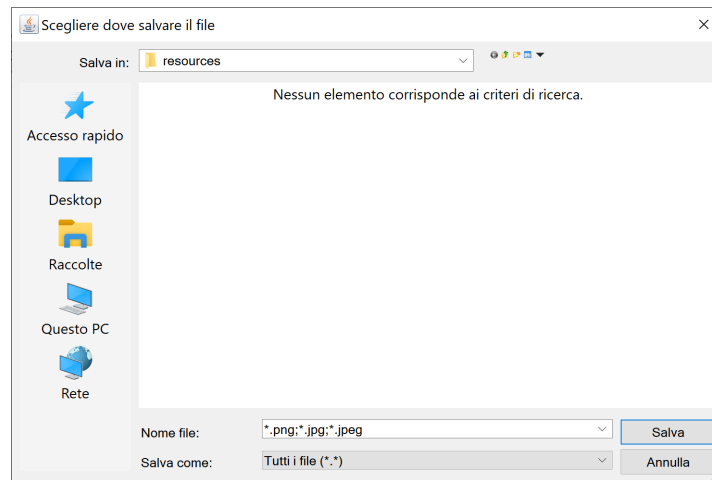 Scegliere dove salvare il file
Salva in:
resources
Nessun elemento corrisponde ai criteri di ricerca.
Accesso rapido
Desktop
Raccolte
Questo PC
Rete
Nome file:
*.png;*.jpg;*.jpeg
Salva
Salva come:
Tutti i file (*.*)
Annulla